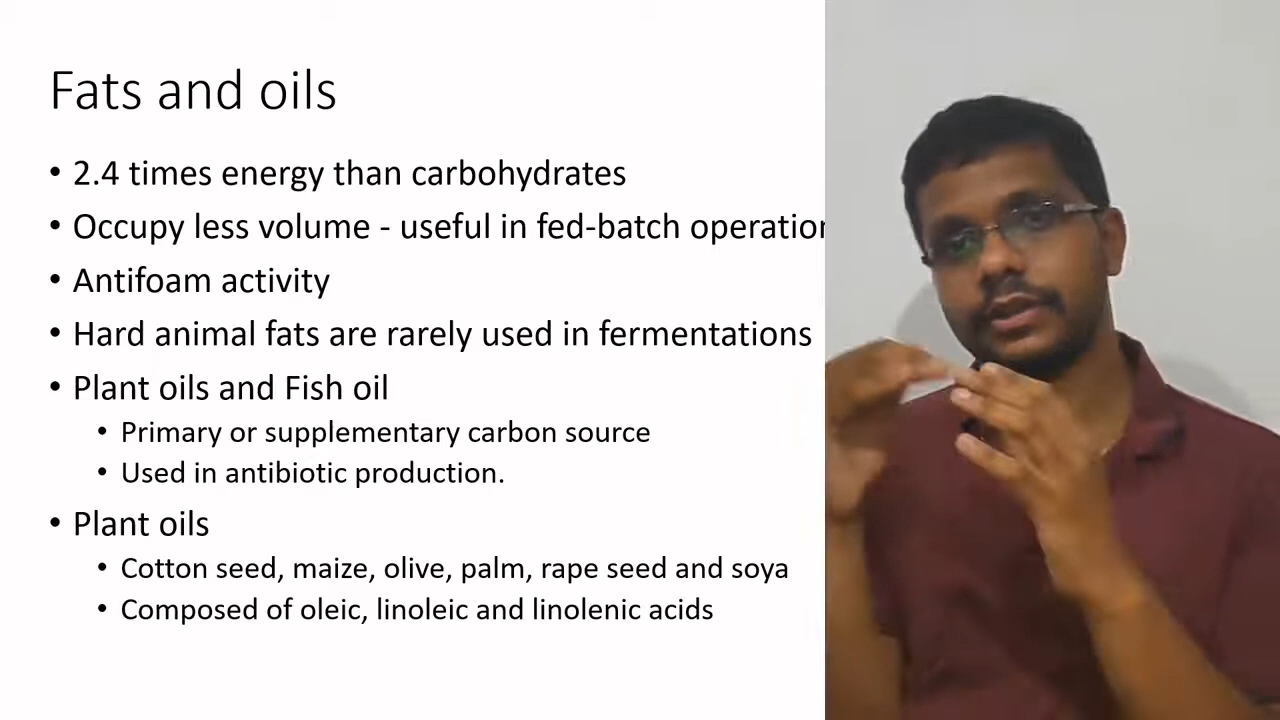 Fats and oils
• 2.4 times energy than carbohydrates
• Occupy less volume - useful in fed-batch operation
• Antifoam activity
• Hard animal fats are rarely used in fermentations
• Plant oils and Fish oil
• Primary or supplementary carbon source
• Used in antibiotic production.
• Plant oils
• Cotton seed, maize, olive, palm, rape seed and soya
• Composed of oleic, linoleic and linolenic acids